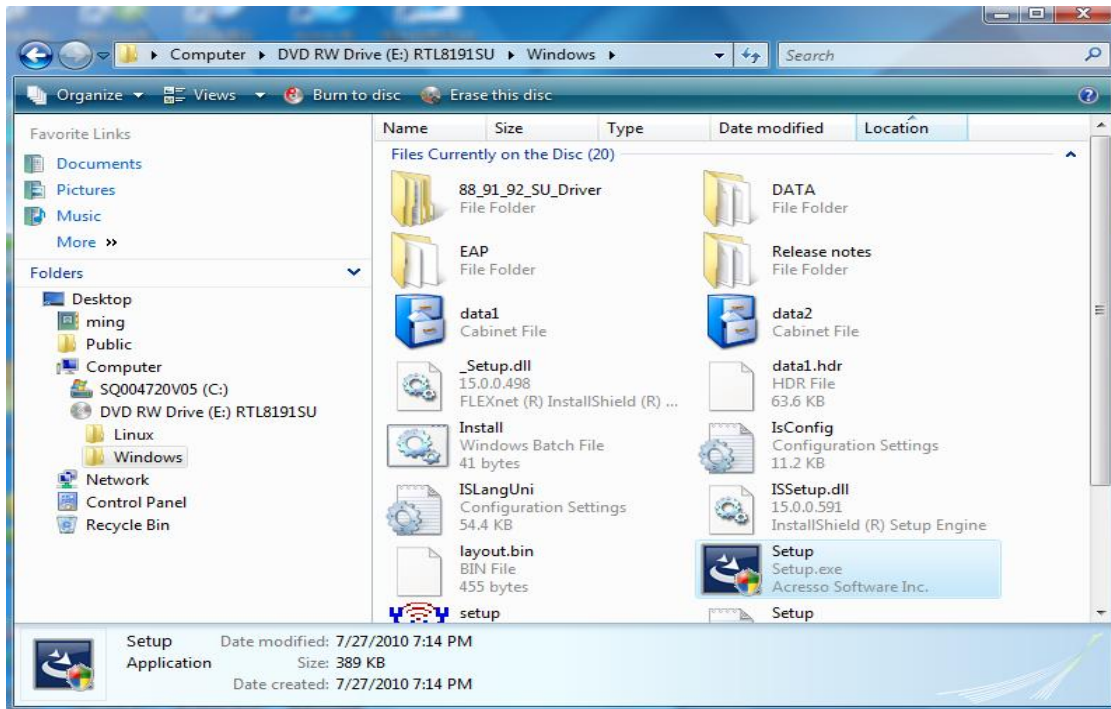 Computer ▸ DVD RW Drive (E:) RTL8191SU ▸ Windows ▸
Search
Organize Views Burn to disc Erase this disc
Favorite Links
Documents
Pictures
Music
More »
Folders
Desktop
ming
Public
Computer
SQ004720V05 (C:)
DVD RW Drive (E:) RTL8191SU
Linux
Windows
Network
Control Panel
Recycle Bin
Name Size Type Date modified Location
Files Currently on the Disc (20)
88_91_92_SU_Driver
File Folder
DATA
File Folder
EAP
File Folder
Release notes
File Folder
data1
Cabinet File
data2
Cabinet File
_Setup.dll
15.0.0.498
FLEXnet (R) InstallShield (R) ...
data1.hdr
HDR File
63.6 KB
Install
Windows Batch File
41 bytes
IsConfig
Configuration Settings
11.2 KB
ISLangUni
Configuration Settings
54.4 KB
ISSetup.dll
15.0.0.591
InstallShield (R) Setup Engine
layout.bin
BIN File
455 bytes
Setup
Setup.exe
Acresso Software Inc.
setup
Setup
Setup Date modified: 7/27/2010 7:14 PM
Application Size: 389 KB
Date created: 7/27/2010 7:14 PM